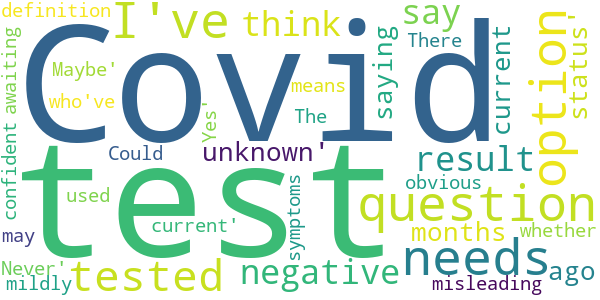 definition
I've think say
There
awaiting
Maybe'
who've
means
The
saying
current
option
status'
Covid
Yes'
confident
Could
unknown'
result
test
used
current'
symptoms
obvious
question
may
months
whether
Never'
mildly
tested
negative
needs
ago
misleading